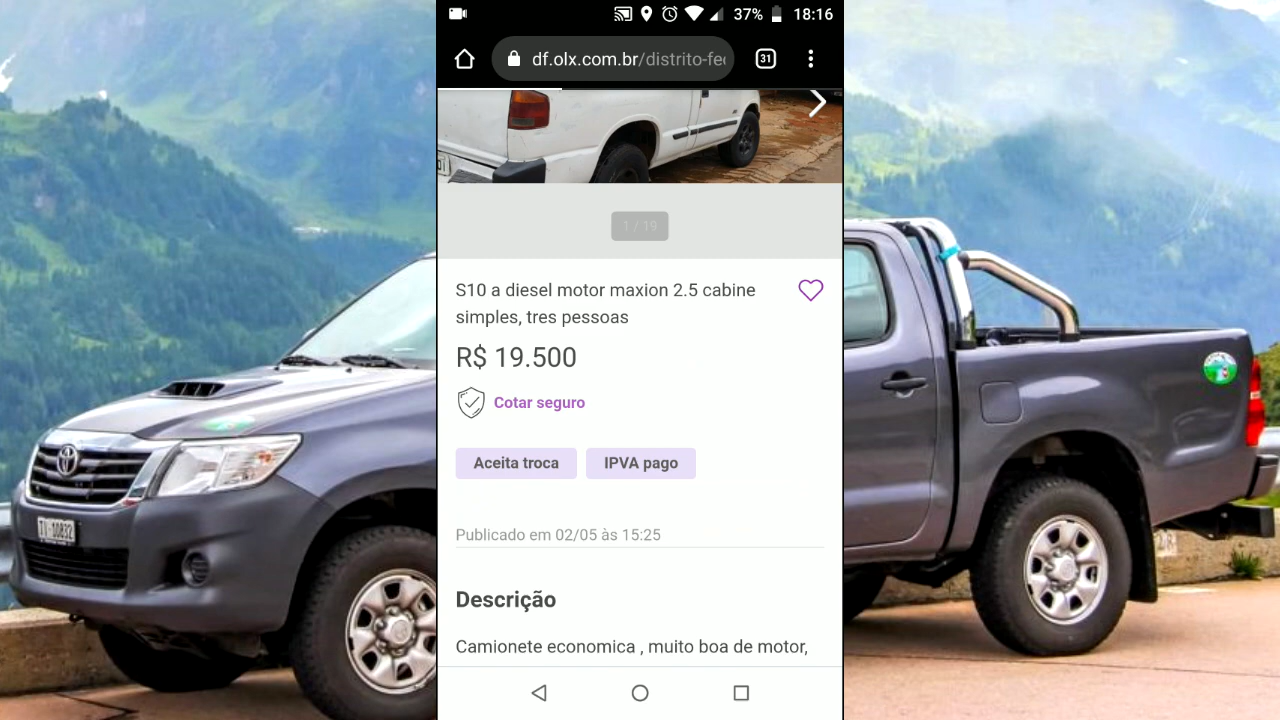 37% 18:16
df.olx.com.br/distrito-fe
31
1 / 19
S10 a diesel motor maxion 2.5 cabine
simples, tres pessoas
R$ 19.500
Cotar seguro
Aceita troca IPVA pago
Publicado em 02/05 às 15:25
Descrição
Camionete economica , muito boa de motor,
TI 10832